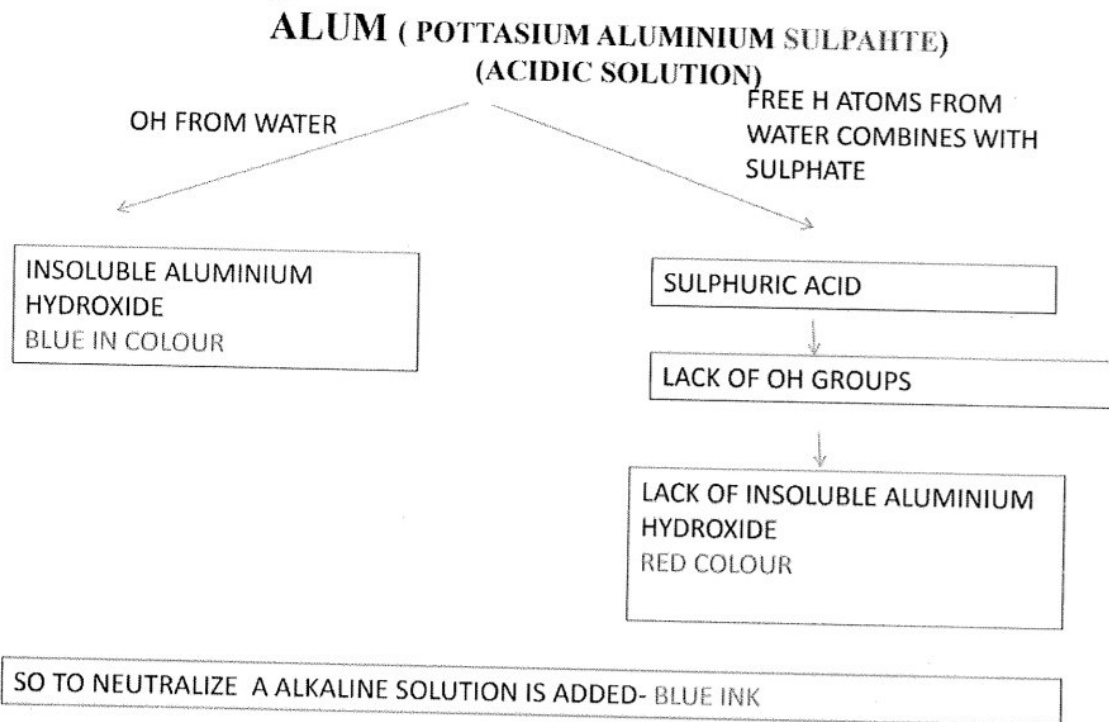 ALUM ( POTTASIUM ALUMINIUM SULPAHTE)
(ACIDIC SOLUTION)
OH FROM WATER
FREE H ATOMS FROM
WATER COMBINES WITH
SULPHATE
INSOLUBLE ALUMINIUM
HYDROXIDE
BLUE IN COLOUR
SULPHURIC ACID
LACK OF OH GROUPS
LACK OF INSOLUBLE ALUMINIUM
HYDROXIDE
RED COLOUR
SO TO NEUTRALIZE A ALKALINE SOLUTION IS ADDED- BLUE INK